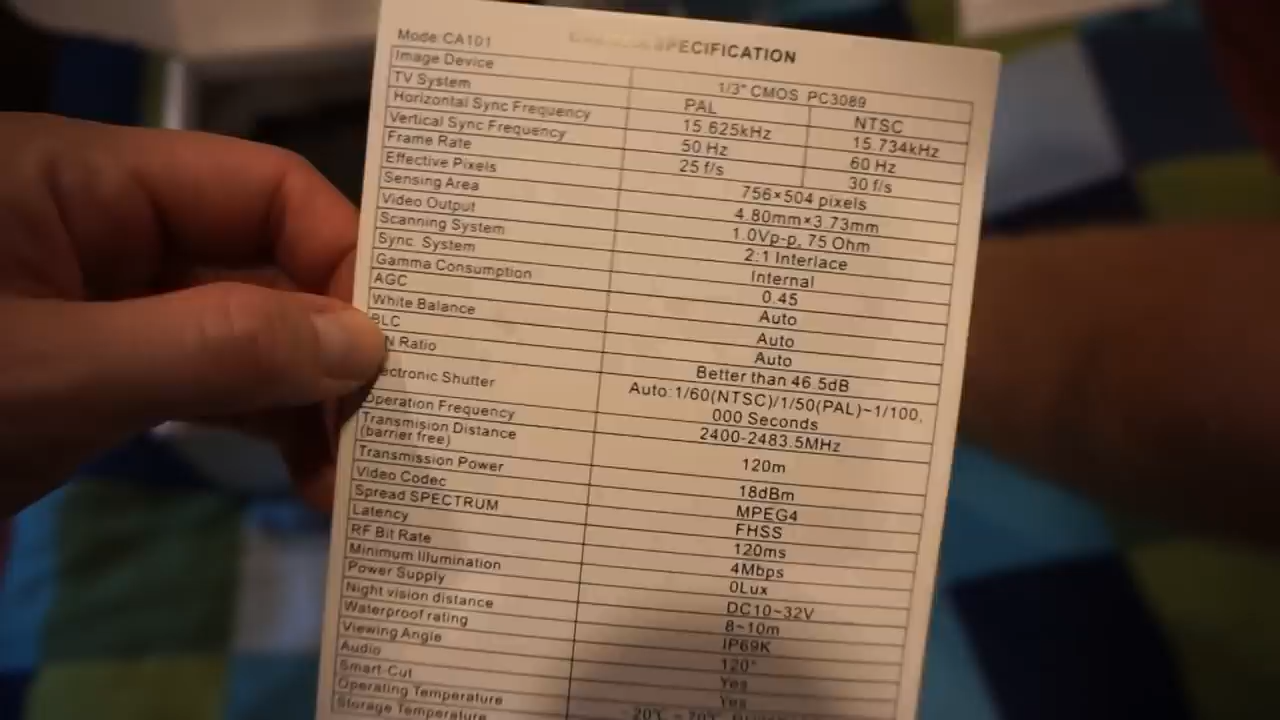 Mode:CA101
SPECIFICATION
Image Device 1/3" CMOS PC3089
TV System PAL NTSC
Horizontal Sync Frequency 15.625kHz 15.734kHz
Vertical Sync Frequency 50 Hz 60 Hz
Frame Rate 25 f/s 30 f/s
Effective Pixels 756×504 pixels
Sensing Area 4.80mm×3.73mm
Video Output 1.0Vp-p, 75 Ohm
Scanning System 2:1 Interlace
Sync. System Internal
Gamma Consumption 0.45
AGC Auto
White Balance Auto
BLC Auto
N Ratio Better than 46.5dB
ectronic Shutter Auto:1/60(NTSC)/1/50(PAL)~1/100,
000 Seconds
Operation Frequency 2400-2483.5MHz
Transmision Distance
(barrier free) 120m
Transmission Power 18dBm
Video Codec MPEG4
Spread SPECTRUM FHSS
Latency 120ms
RF Bit Rate 4Mbps
Minimum Illumination 0Lux
Power Supply DC10~32V
Night vision distance 8~10m
Waterproof rating IP69K
Viewing Angle 120°
Audio Yes
Smart-Cut Yes
Operating Temperature
Storage Temperature